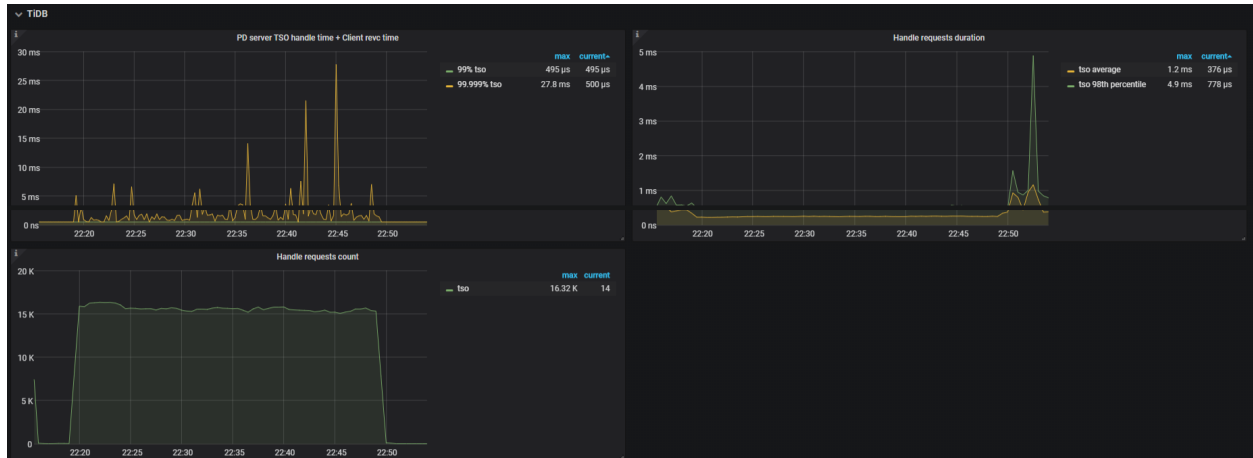 TiDB
PD server TSO handle time + Client revc time
30 ms
25 ms
20 ms
15 ms
10 ms
5 ms
0 ns
22:20 22:25 22:30 22:35 22:40 22:45 22:50
max current
99% tso 495 µs 495 µs
99.999% tso 27.8 ms 500 µs
Handle requests duration
5 ms
4 ms
3 ms
2 ms
1 ms
0 ns
22:20 22:25 22:30 22:35 22:40 22:45 22:50
max current
tso average 1.2 ms 376 µs
tso 98th percentile 4.9 ms 778 µs
Handle requests count
20 K
15 K
10 K
5 K
0
22:20 22:25 22:30 22:35 22:40 22:45 22:50
max current
tso 16.32 K 14